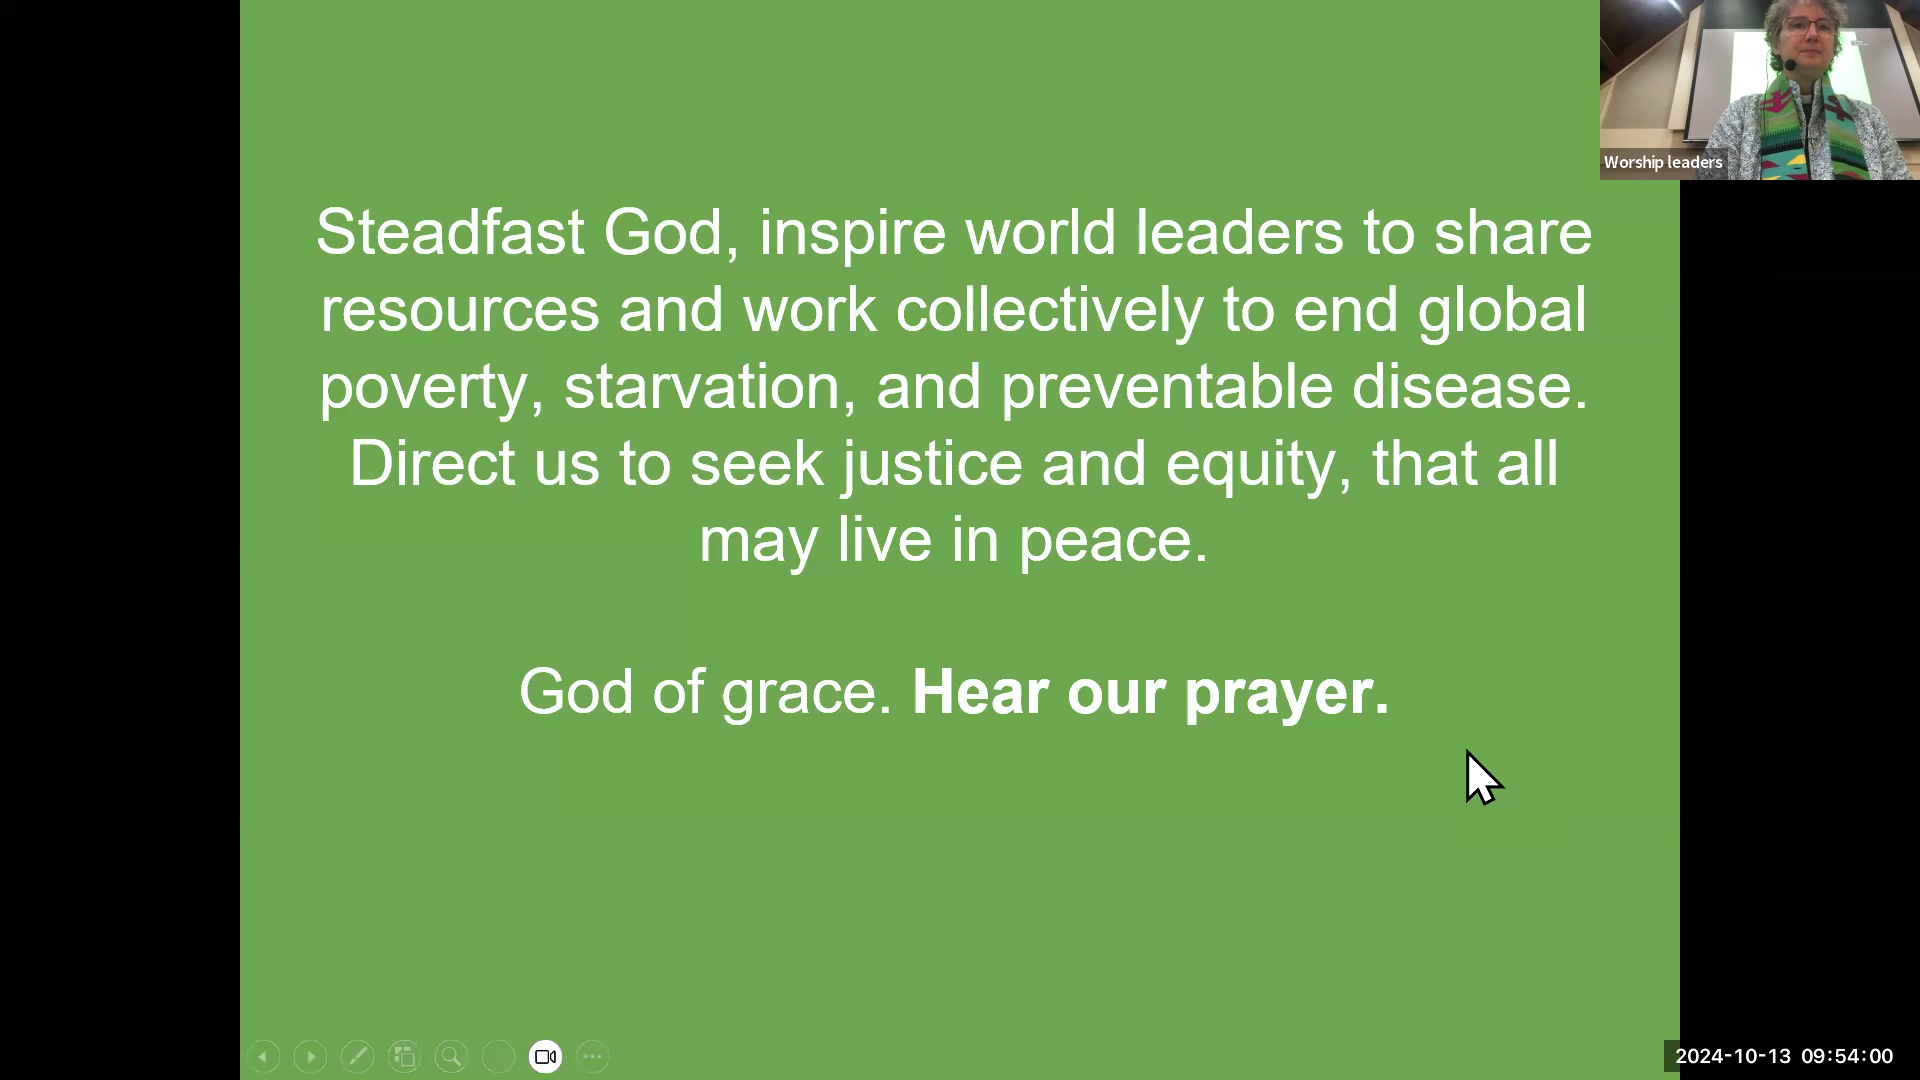 Steadfast God, inspire world leaders to share
resources and work collectively to end global
poverty, starvation, and preventable disease.
Direct us to seek justice and equity, that all
may live in peace.
God of grace. Hear our prayer.
Worship leaders
2024-10-13 09:54:00